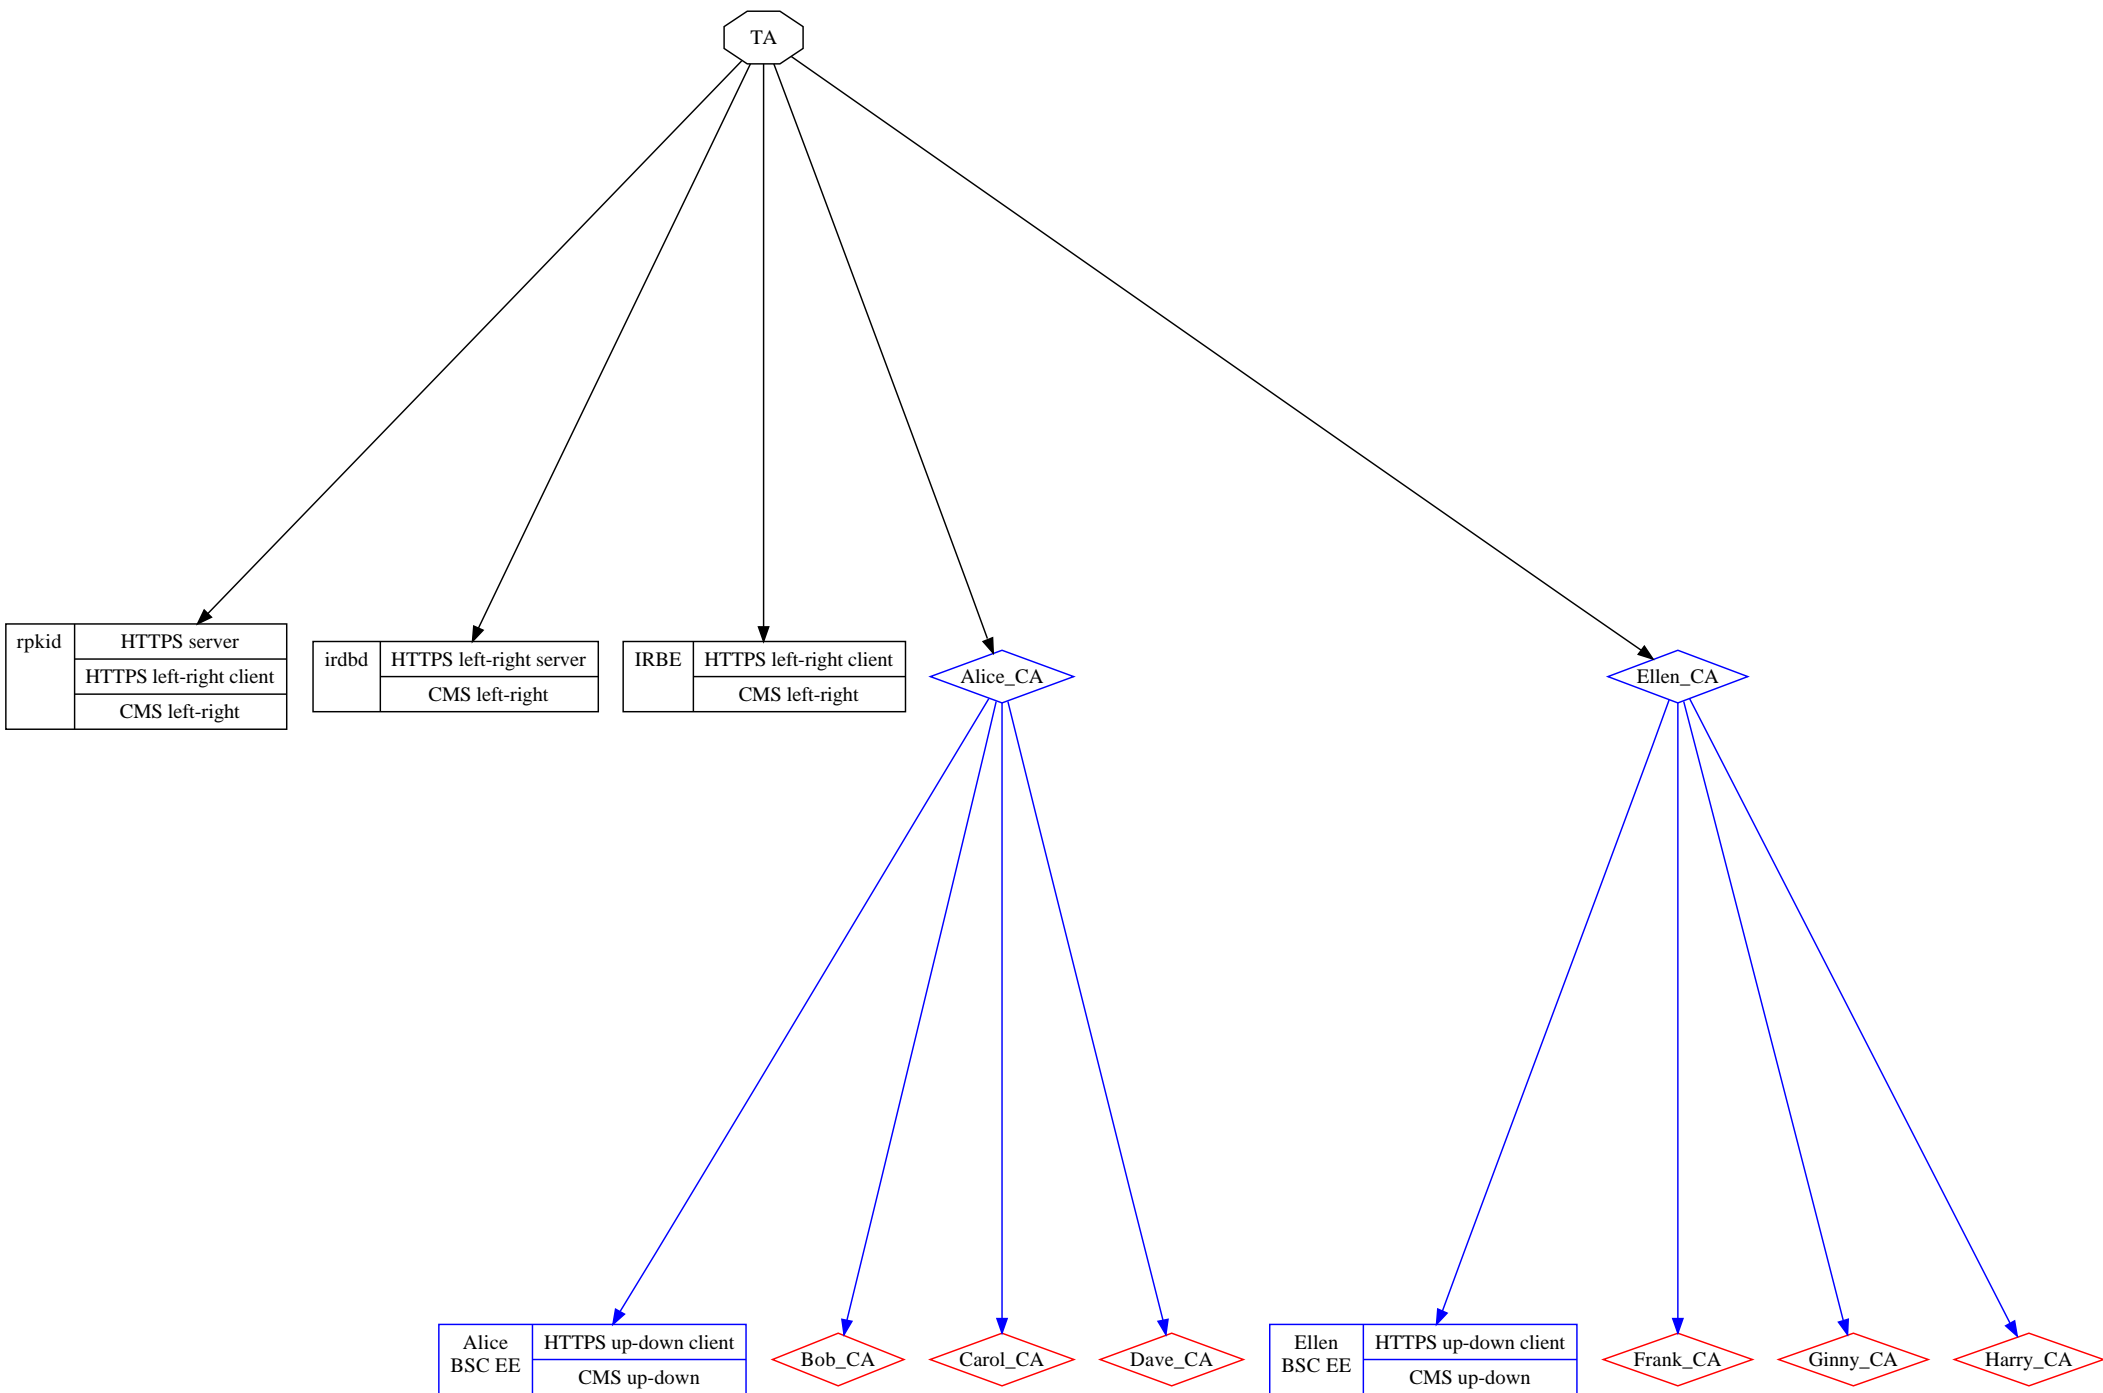 TA
rpkid
HTTPS server
HTTPS left-right client
CMS left-right
irdbd
HTTPS left-right server
CMS left-right
IRBE
HTTPS left-right client
CMS left-right
Alice_CA
Ellen_CA
Alice
BSC EE
HTTPS up-down client
CMS up-down
Bob_CA
Carol_CA
Dave_CA
Ellen
BSC EE
HTTPS up-down client
CMS up-down
Frank_CA
Ginny_CA
Harry_CA